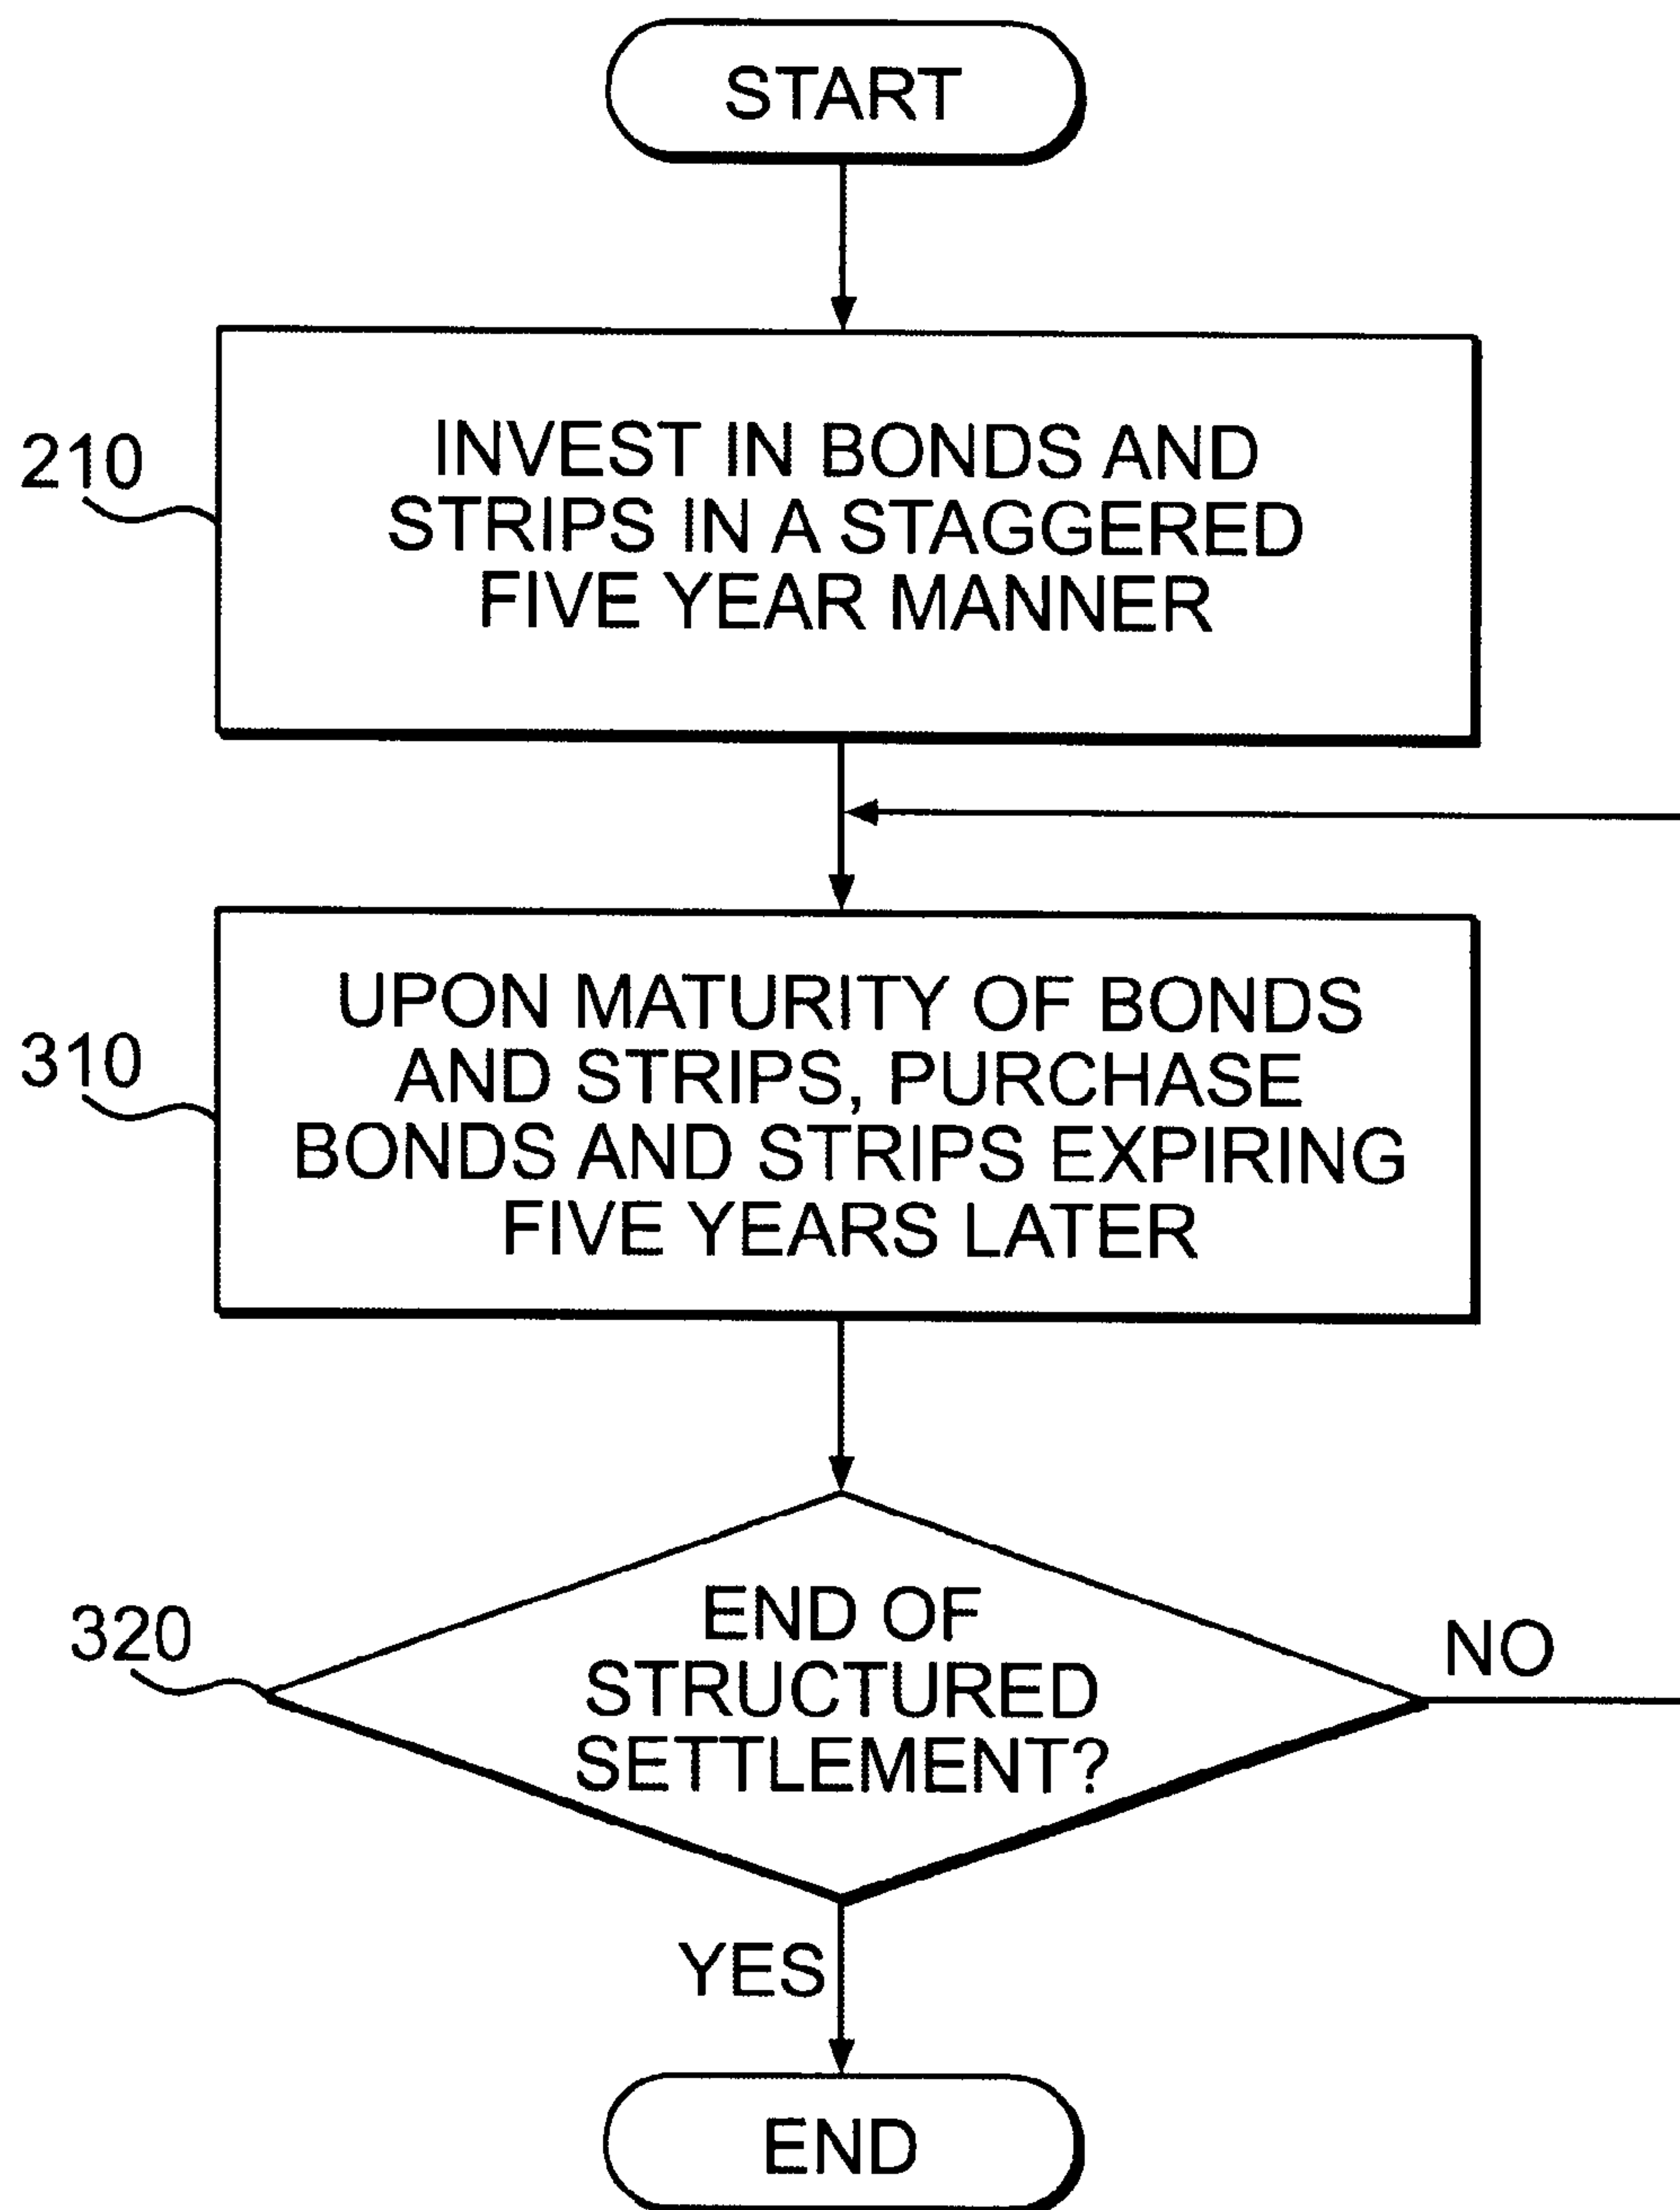 START
210
INVEST IN BONDS AND
STRIPS IN A STAGGERED
FIVE YEAR MANNER
310
UPON MATURITY OF BONDS
AND STRIPS, PURCHASE
BONDS AND STRIPS EXPIRING
FIVE YEARS LATER
320
END OF
STRUCTURED
SETTLEMENT?
NO
YES
END